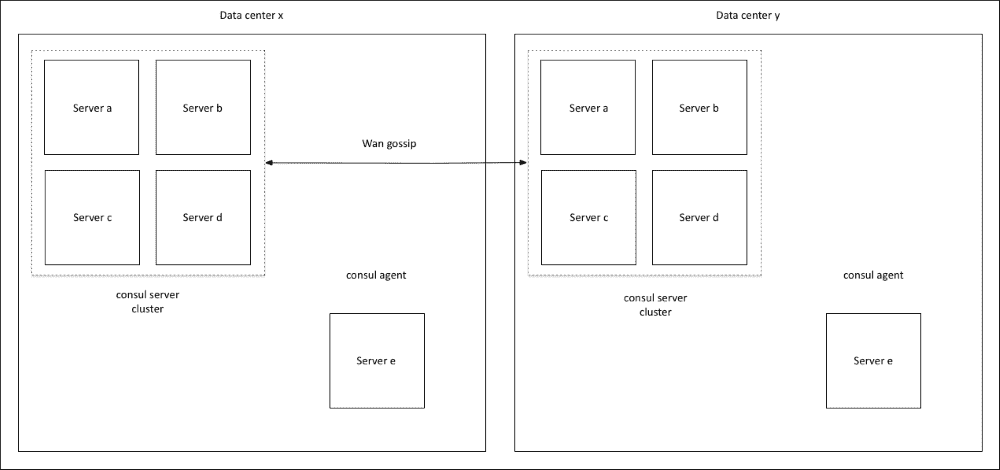 Data center x
Data center y
Server a
Server b
Server c
Server d
consul server
cluster
consul agent
Server e
Wan gossip
Server a
Server b
Server c
Server d
consul server
cluster
consul agent
Server e